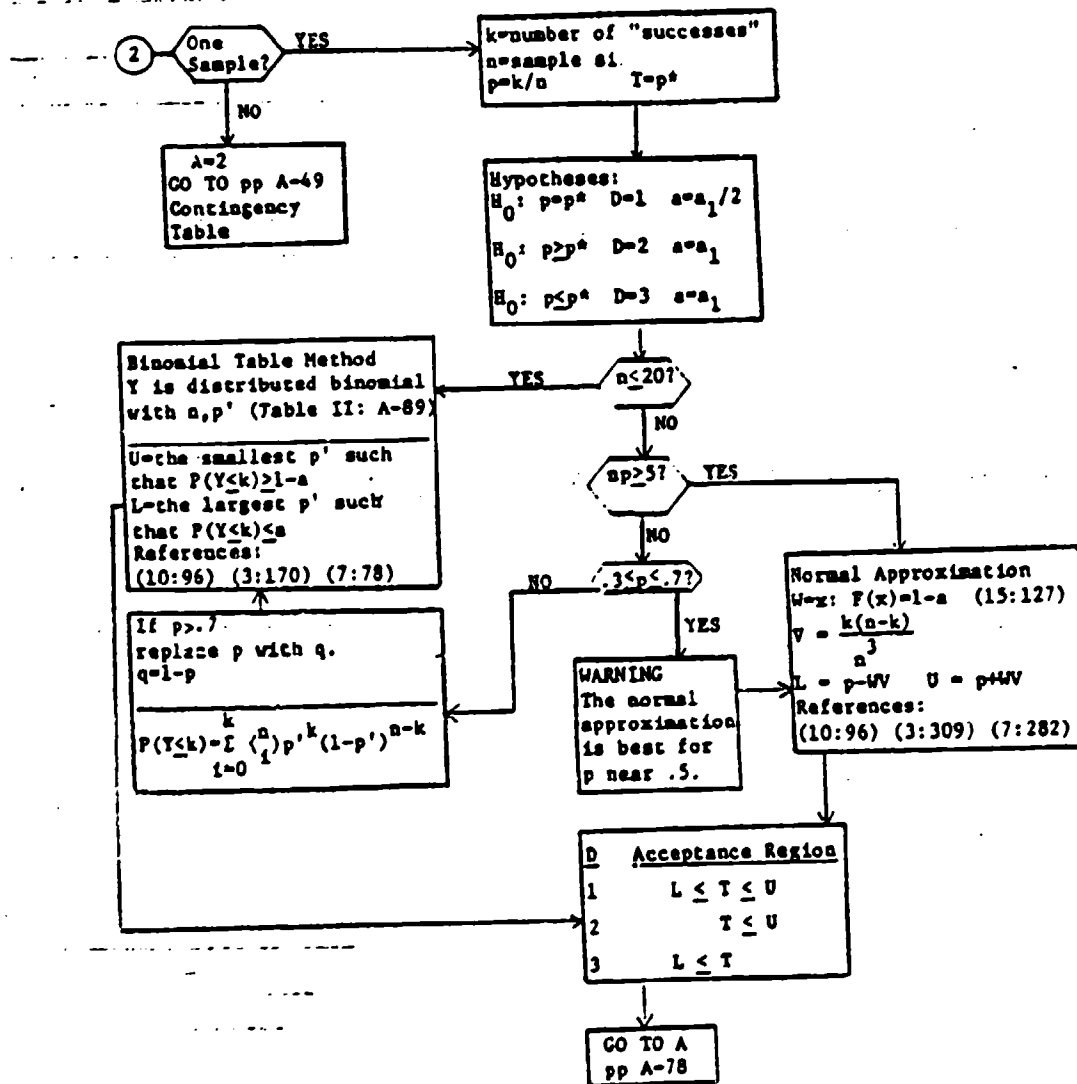 2
One
Sample?
YES
k=number of "successes"
n=sample si
p=k/n T=p*
NO
λ=2
GO TO pp A-49
Contingency
Table
Hypotheses:
H0: p=p* D=1 a=a1/2
H0: p≥p* D=2 a=a1
H0: p≤p* D=3 a=a1
n≤20?
YES
NO
Binomial Table Method
Y is distributed binomial
with n,p' (Table II: A-89)
U=the smallest p' such
that P(Y≤k)≥1-a
L=the largest p' such
that P(Y≤k)≤a
References:
(10:96) (3:170) (7:78)
np≥5?
YES
NO
.3≤p≤.7?
NO
YES
If p>.7
replace p with q.
q=1-p
P(Y≤k)=Σ (n i) p'^k (1-p')^n-k
k
i=0
WARNING
The normal
approximation
is best for
p near .5.
Normal Approximation
W=x: F(x)=1-a (15:127)
V = k(n-k)
n^3
L = p-WV U = p+WV
References:
(10:96) (3:309) (7:282)
D Acceptance Region
1 L ≤ T ≤ U
2 T ≤ U
3 L ≤ T
GO TO A
pp A-78